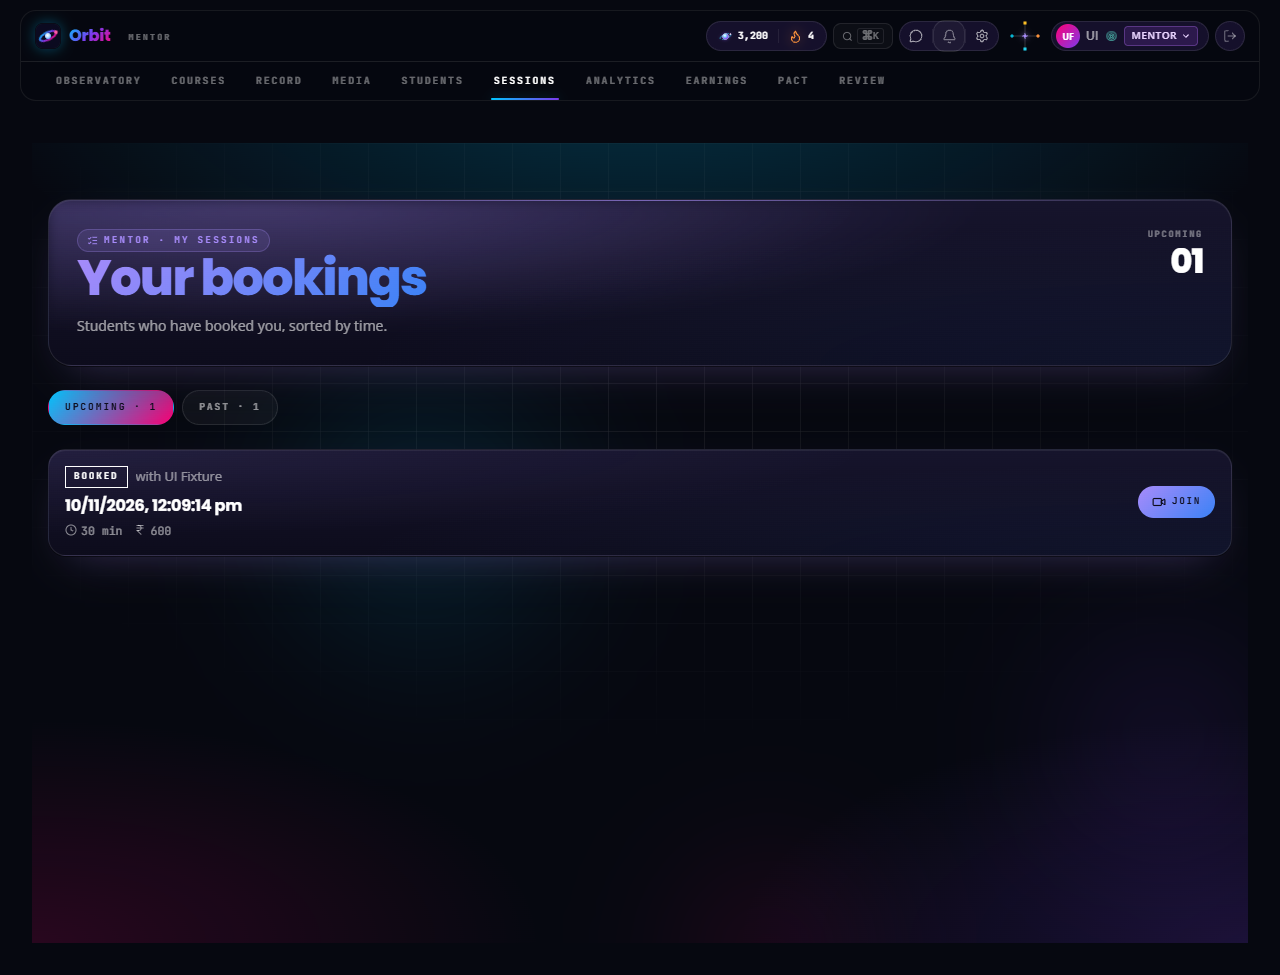 Orbit MENTOR 3,200 4 ⌘K UF UI MENTOR
OBSERVATORY COURSES RECORD MEDIA STUDENTS SESSIONS ANALYTICS EARNINGS PACT REVIEW
MENTOR · MY SESSIONS
Your bookings
Students who have booked you, sorted by time.
UPCOMING
01
UPCOMING · 1 PAST · 1
BOOKED with UI Fixture
10/11/2026, 12:09:14 pm
30 min ₹ 600
JOIN